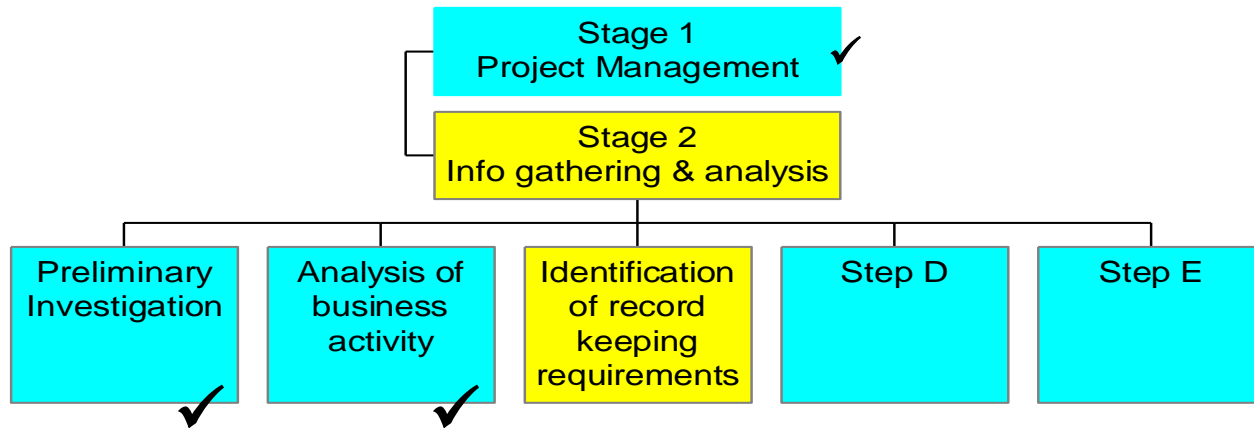 Stage 1
Project Management
Stage 2
Info gathering & analysis
Preliminary
Investigation
Analysis of
business
activity
Identification
of record
keeping
requirements
Step D
Step E